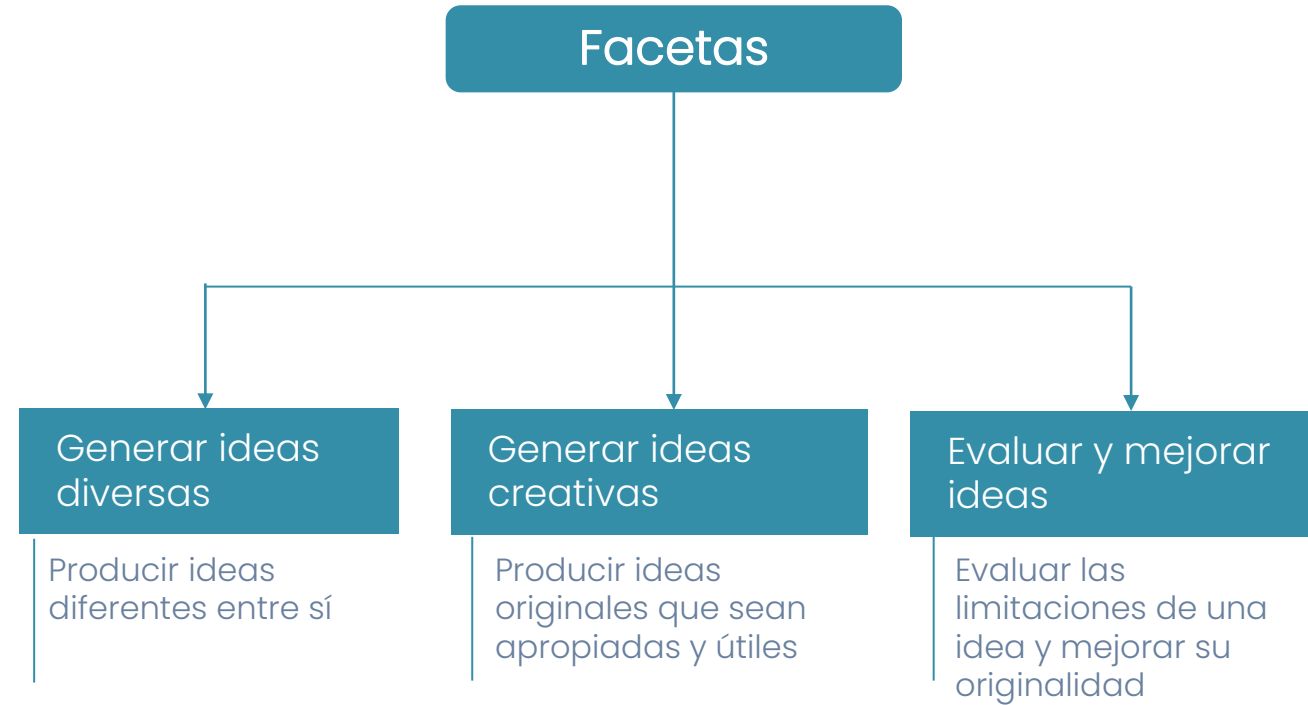 Facetas
Generar ideas
diversas
Producir ideas
diferentes entre sí
Generar ideas
creativas
Producir ideas
originales que sean
apropiadas y útiles
Evaluar y mejorar
ideas
Evaluar las
limitaciones de una
idea y mejorar su
originalidad